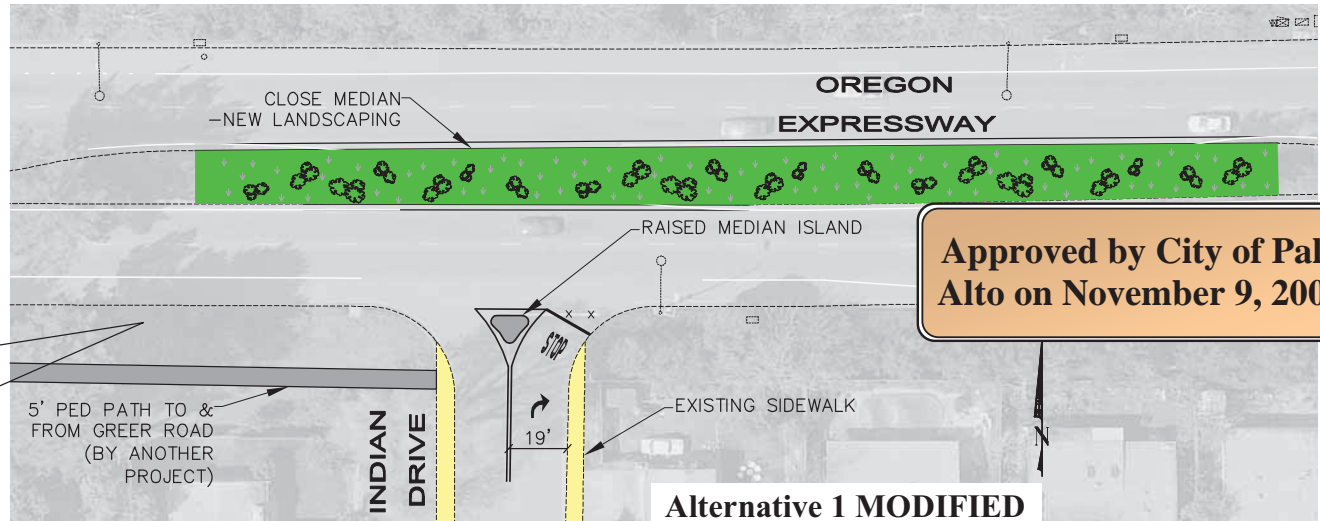 OREGON
EXPRESSWAY
CLOSE MEDIAN
-NEW LANDSCAPING
RAISED MEDIAN ISLAND
Approved by City of Pal
Alto on November 9, 200
STOP
5' PED PATH TO &
FROM GREER ROAD
(BY ANOTHER
PROJECT)
INDIAN
DRIVE
19'
EXISTING SIDEWALK
N
Alternative 1 MODIFIED